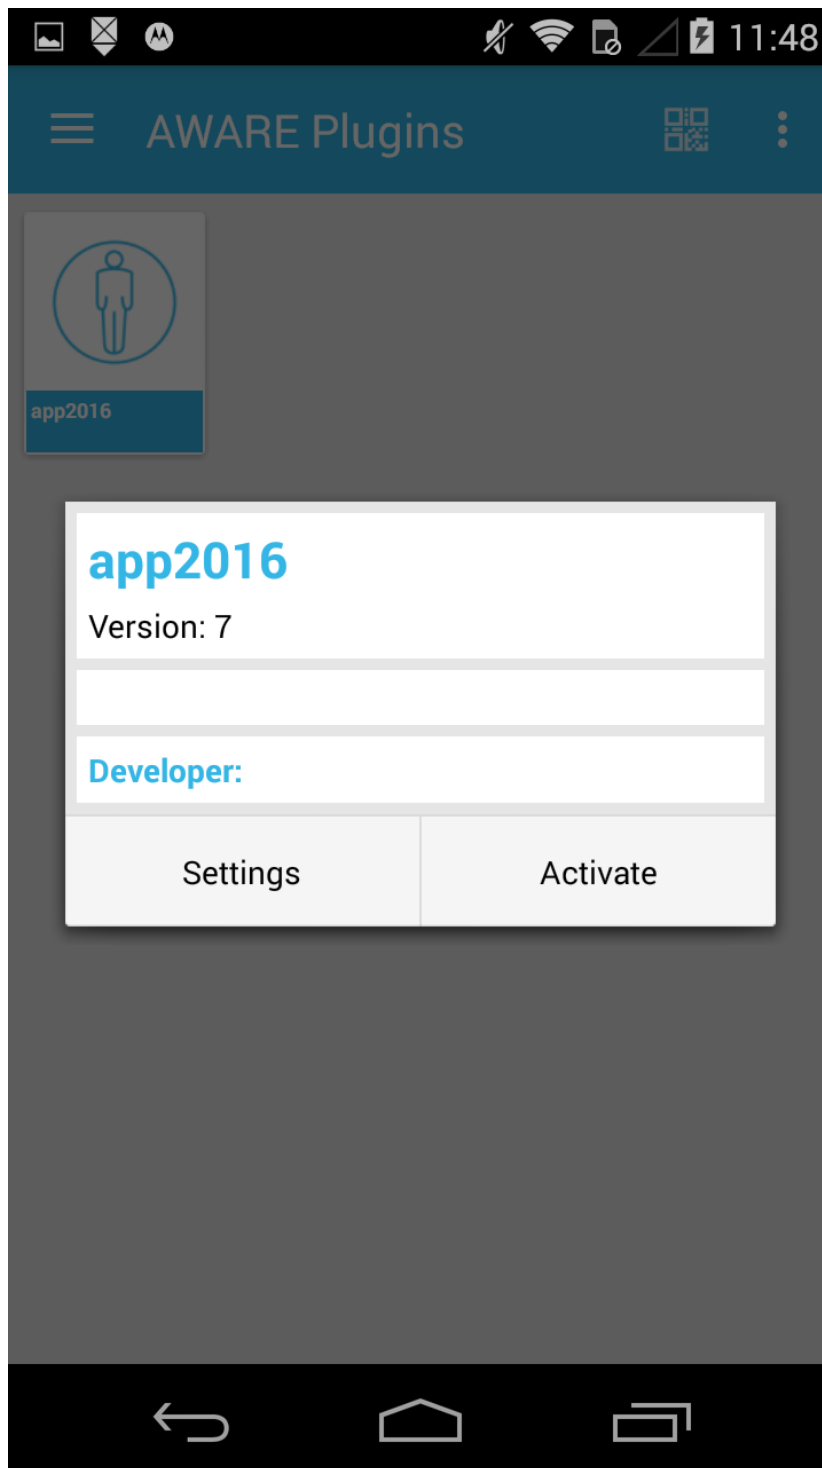 11:48
AWARE Plugins
app2016
app2016
Version: 7
Developer:
Settings
Activate